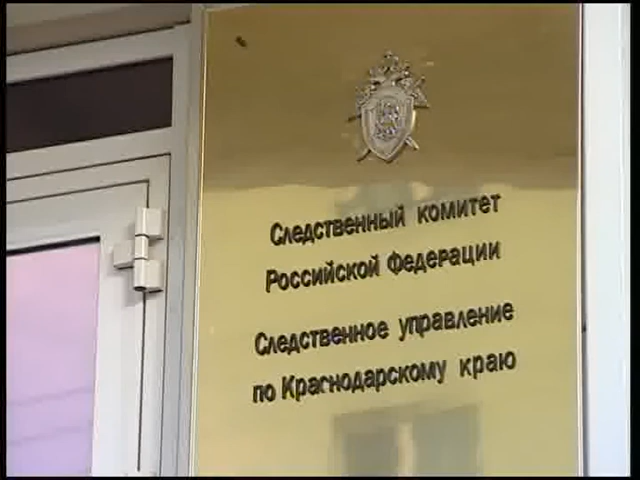 Следственный комитет
Российской Федерации
Следственное управление
по Краснодарскому краю